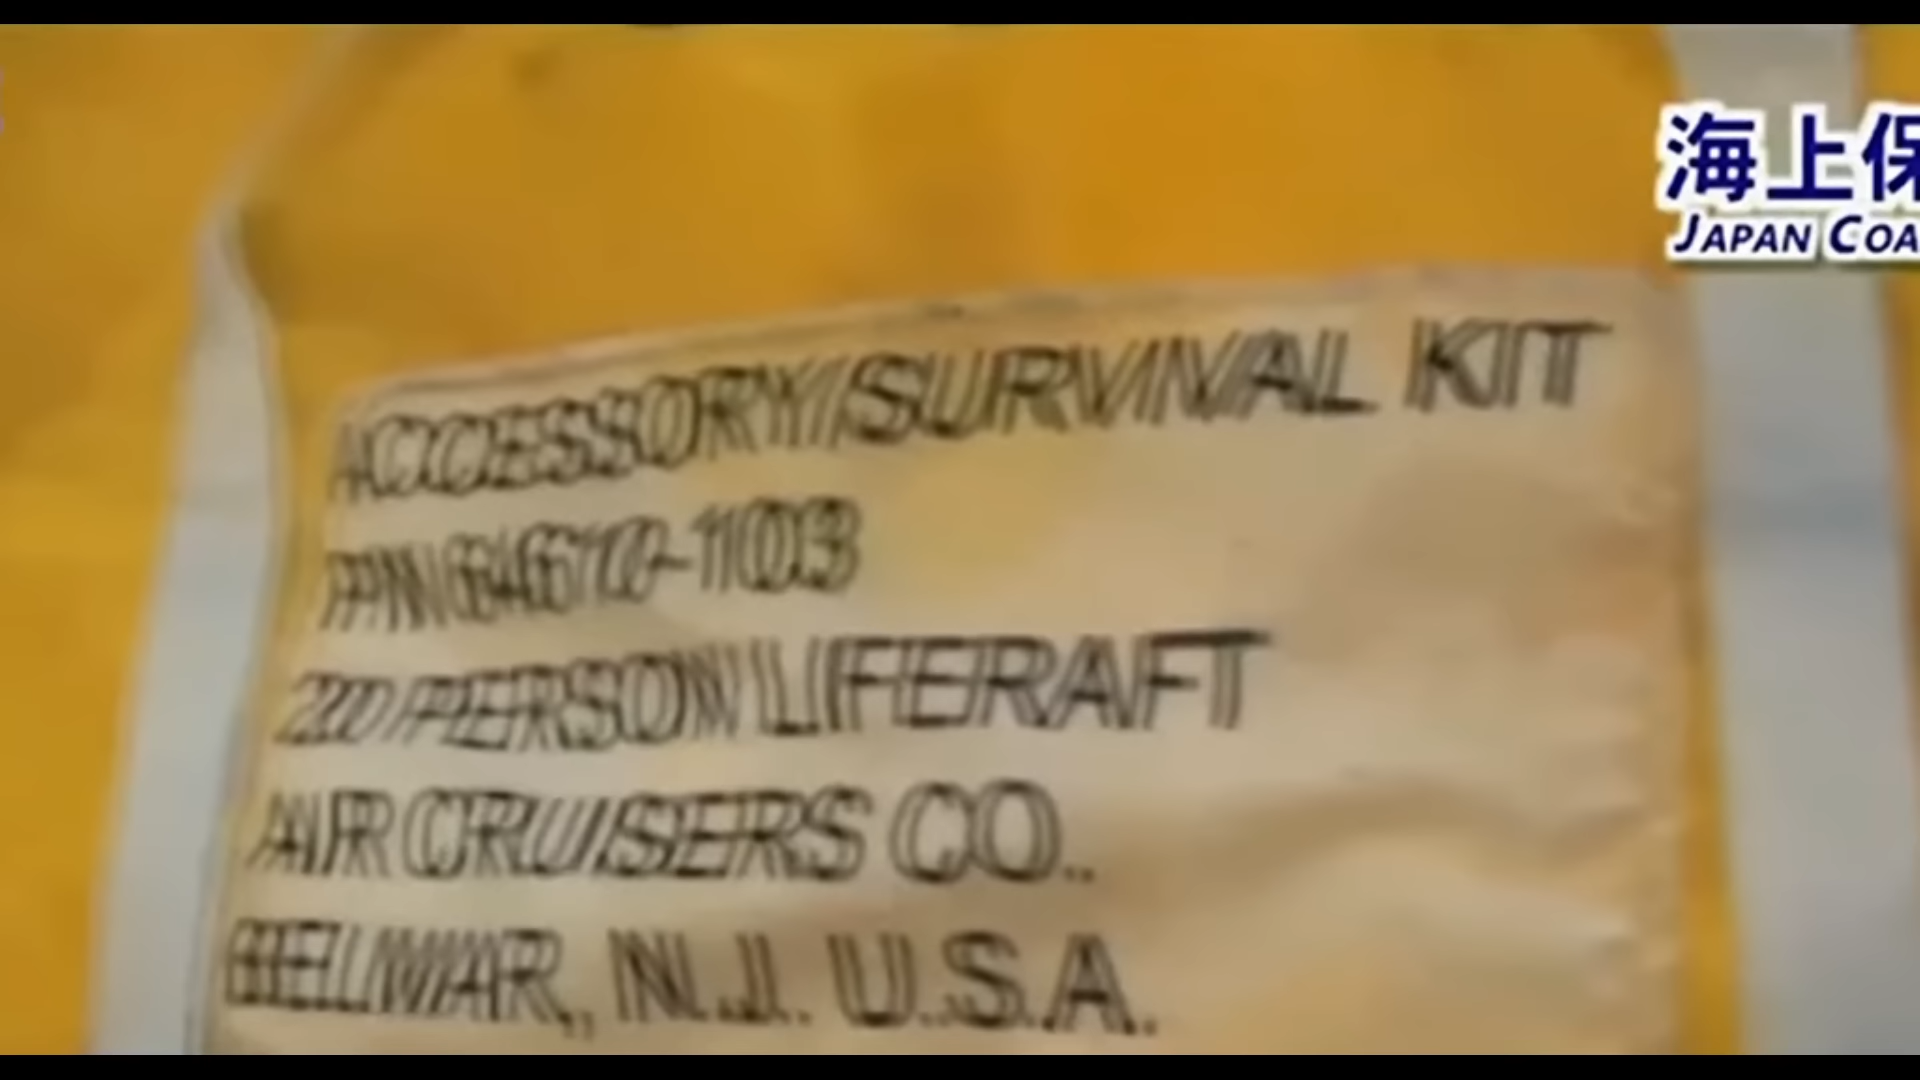 海上保
JAPAN COA
ACCESSORY/SURVIVAL KIT
20 PERSON LIFERAFT
AIR CRUISERS CO.
BELMAR, N.J. U.S.A.